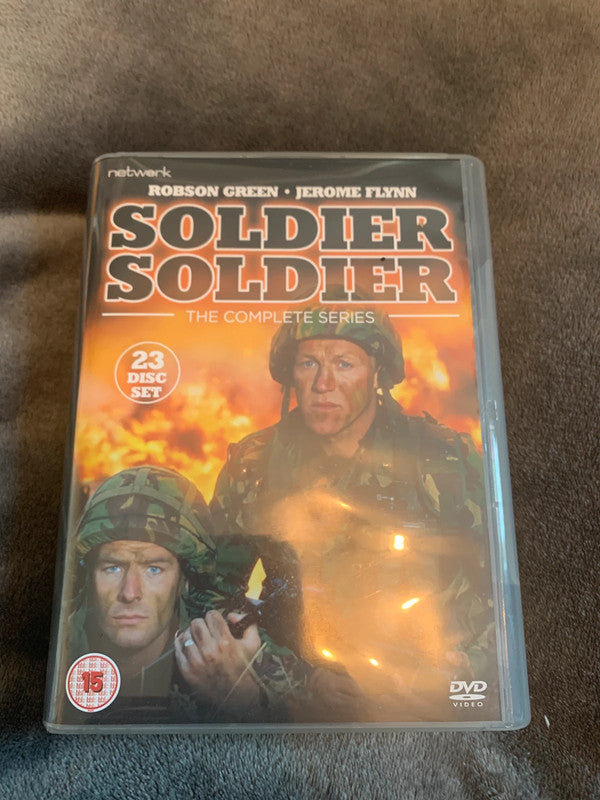 network
ROBSON GREEN • JEROME FLYNN
SOLDIER
SOLDIER
THE COMPLETE SERIES
23
DISC
SET
15
DVD
VIDEO